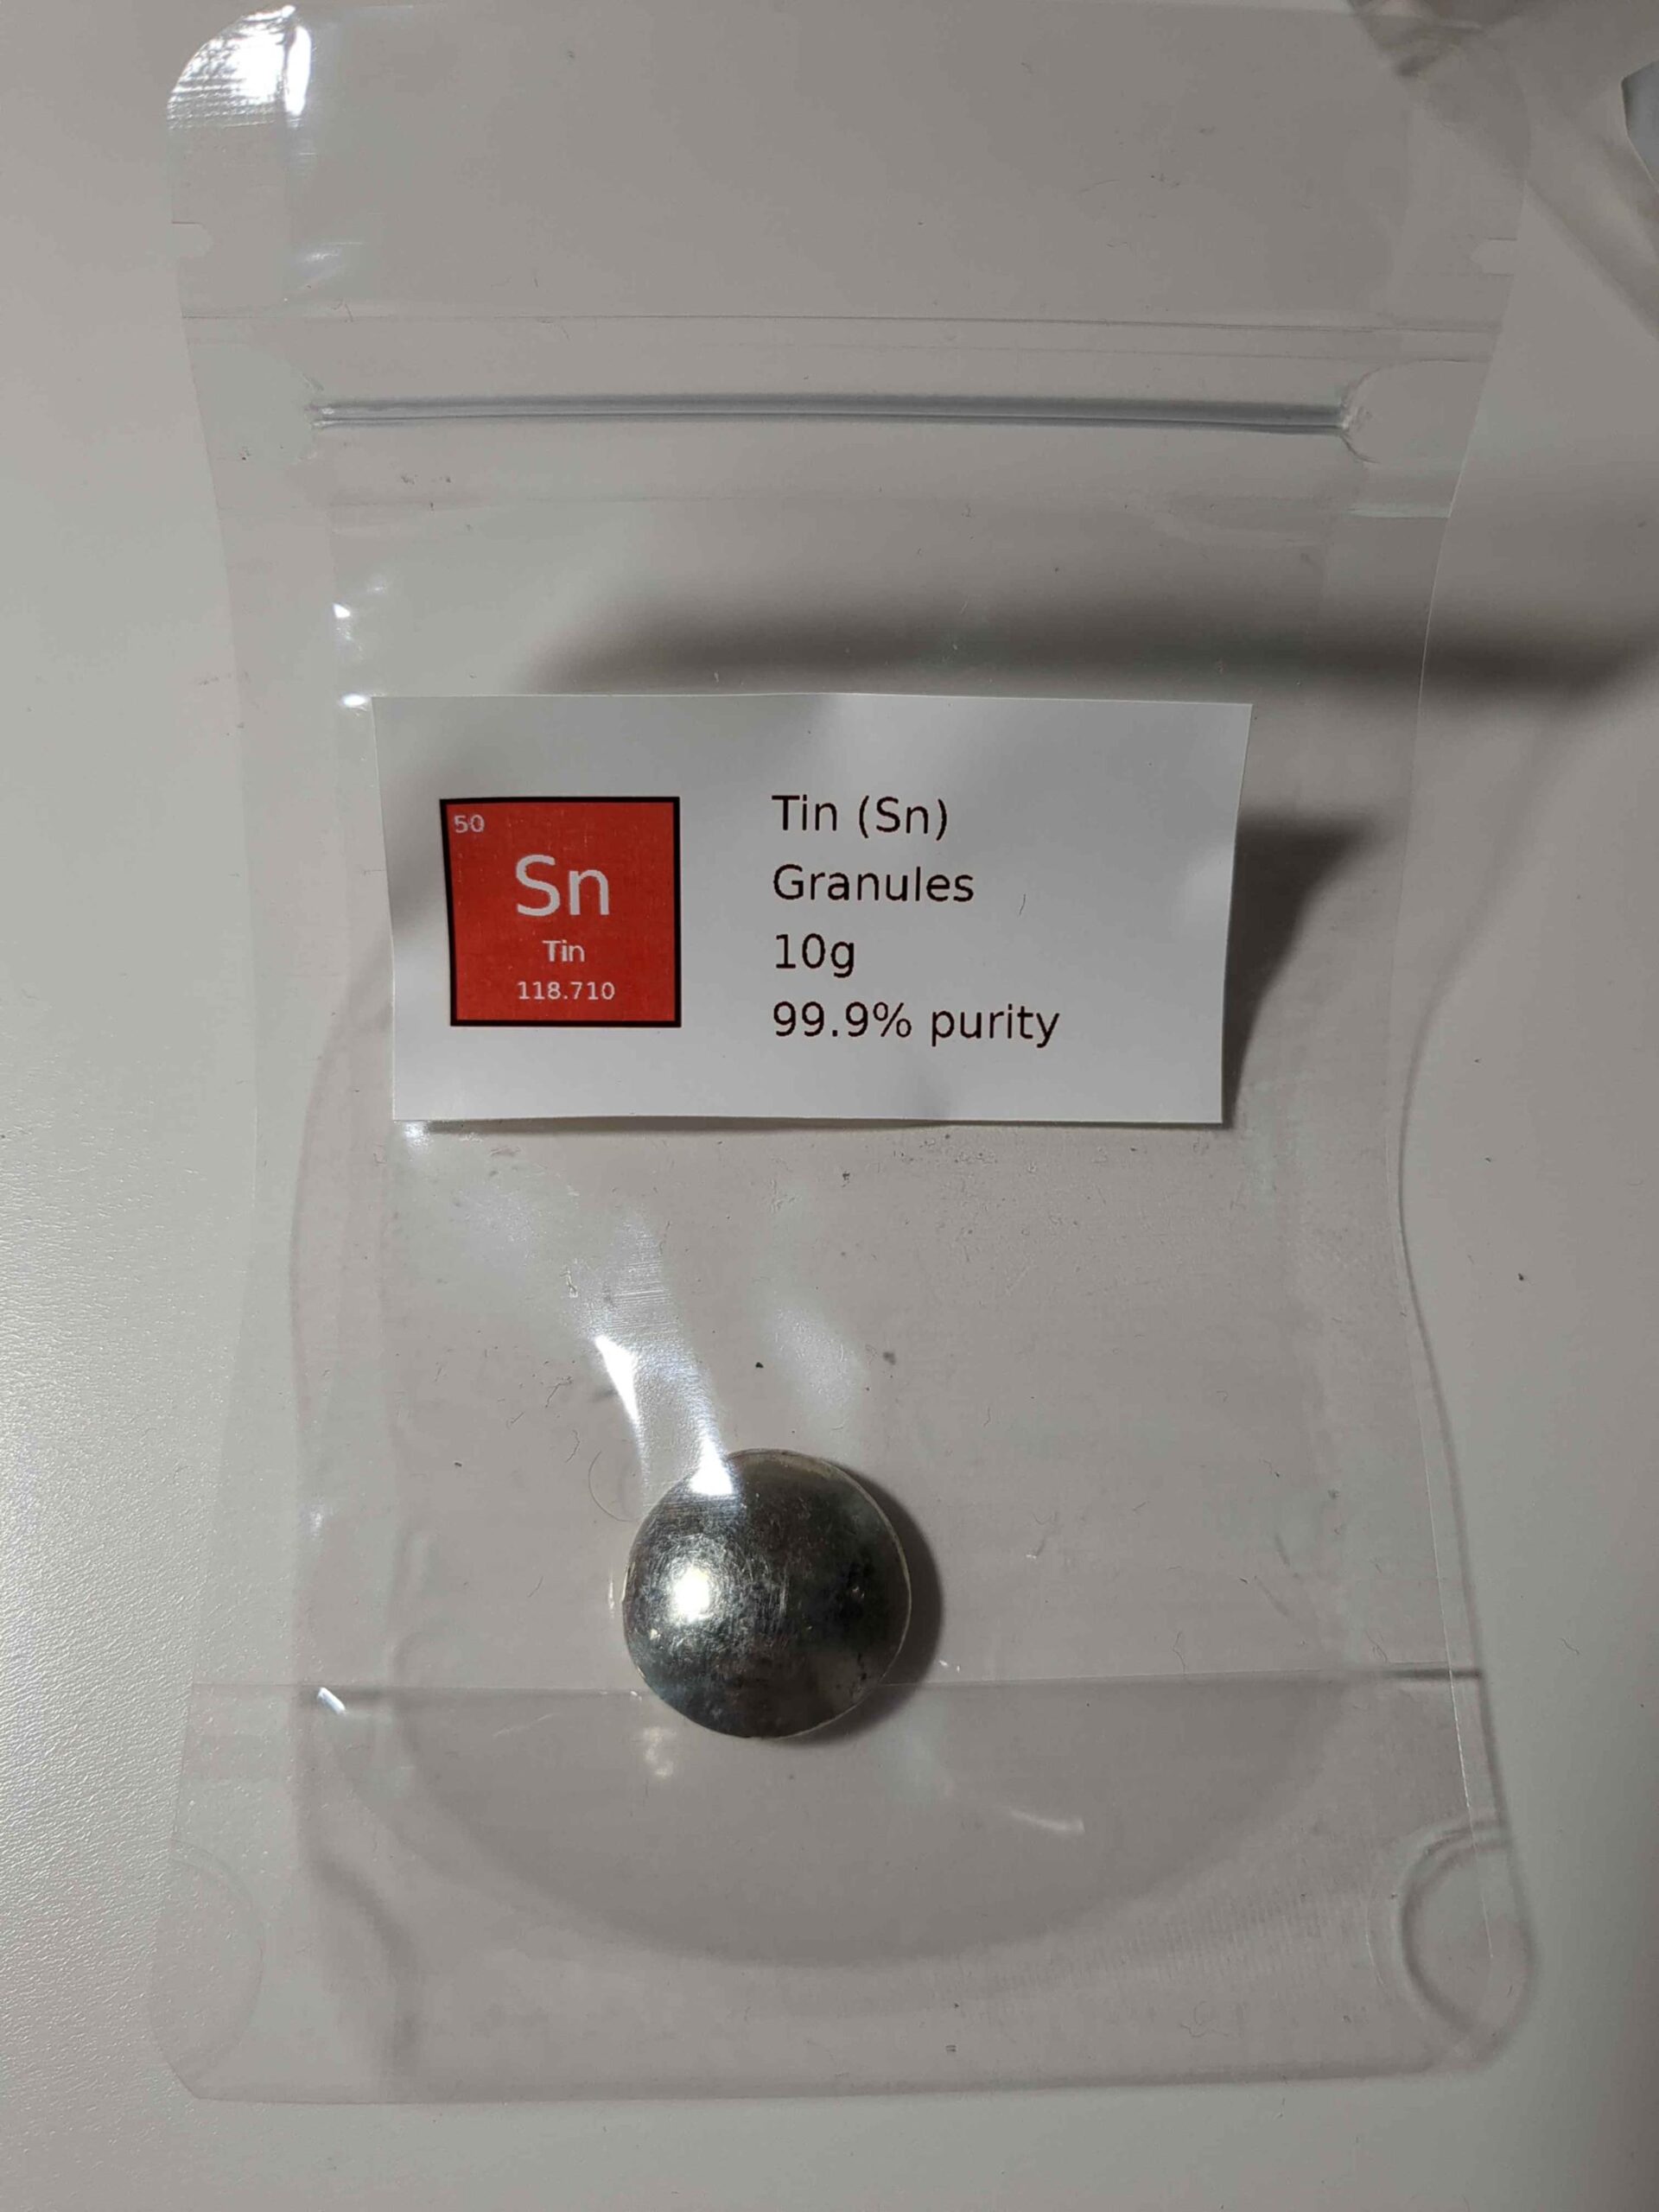 50
Sn
Tin
118.710
Tin (Sn)
Granules
10g
99.9% purity